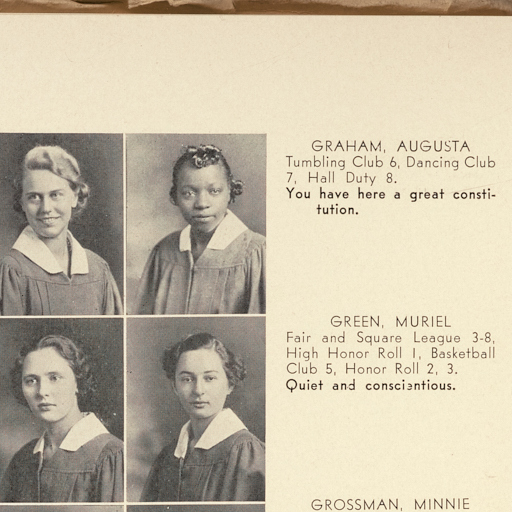 GRAHAM, AUGUSTA
Tumbling Club 6, Dancing Club
7, Hall Duty 8.
You have here a great consti-
tution.
GREEN, MURIEL
Fair and Square League 3-8,
High Honor Roll 1, Basketball
Club 5, Honor Roll 2, 3.
Quiet and conscientious.
GROSSMAN, MINNIE